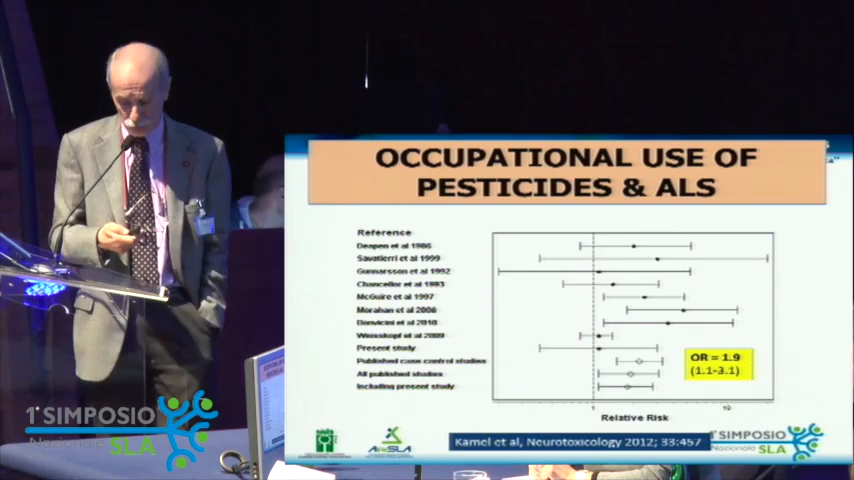 OCCUPATIONAL USE OF
PESTICIDES & ALS
Reference
Deapen et al 1986
Savatierri et al 1999
Gunnarsson et al 1992
Chancellor et al 1993
McGuire et al 1997
Morahan et al 2006
Bonvicini et al 2010
Weisskopf et al 2009
Present study
Published case control studies
All published studies
Including present study
OR = 1.9
(1.1-3.1)
1
10
Relative Risk
Kamel et al, Neurotoxicology 2012; 33:457
1° SIMPOSIO
Nazionale SLA
1° SIMPOSIO
Nazionale SLA